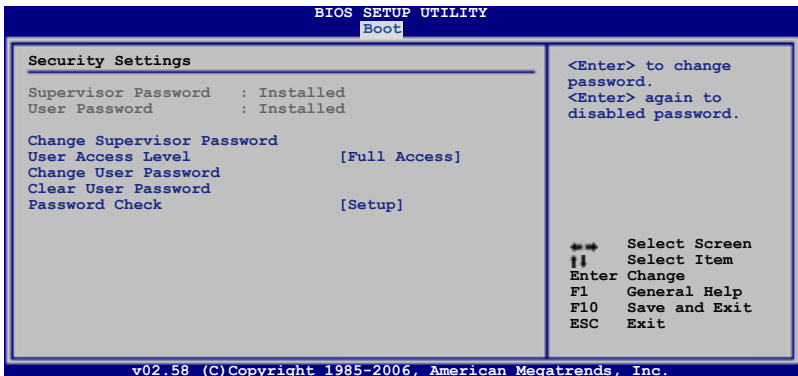 BIOS SETUP UTILITY
Boot
Security Settings
Supervisor Password : Installed
User Password : Installed
Change Supervisor Password
User Access Level [Full Access]
Change User Password
Clear User Password
Password Check [Setup]
<Enter> to change
password.
<Enter> again to
disabled password.
Select Screen
Select Item
Enter Change
F1 General Help
F10 Save and Exit
ESC Exit
v02.58 (C)Copyright 1985-2006, American Megatrends, Inc.